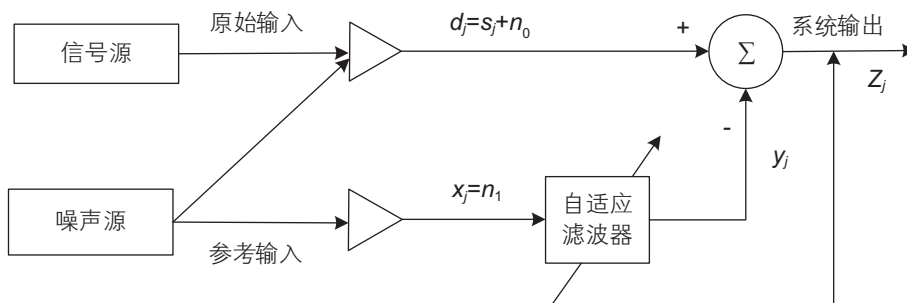 原始输入
d_j=s_j+n_0
+
系统输出
信号源
Σ
Z_j
-
y_j
x_j=n_1
噪声源
自适应
滤波器
参考输入